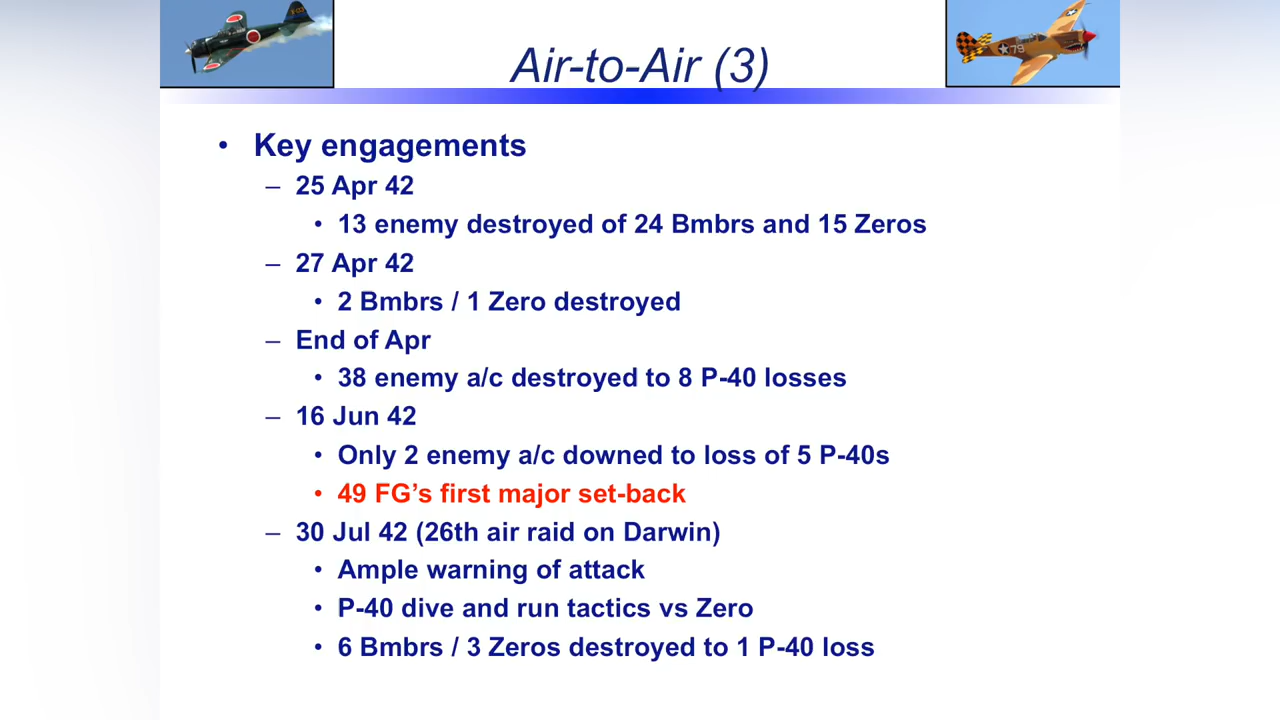 Air-to-Air (3)
• Key engagements
– 25 Apr 42
• 13 enemy destroyed of 24 Bmbrs and 15 Zeros
– 27 Apr 42
• 2 Bmbrs / 1 Zero destroyed
– End of Apr
• 38 enemy a/c destroyed to 8 P-40 losses
– 16 Jun 42
• Only 2 enemy a/c downed to loss of 5 P-40s
• 49 FG’s first major set-back
– 30 Jul 42 (26th air raid on Darwin)
• Ample warning of attack
• P-40 dive and run tactics vs Zero
• 6 Bmbrs / 3 Zeros destroyed to 1 P-40 loss
79